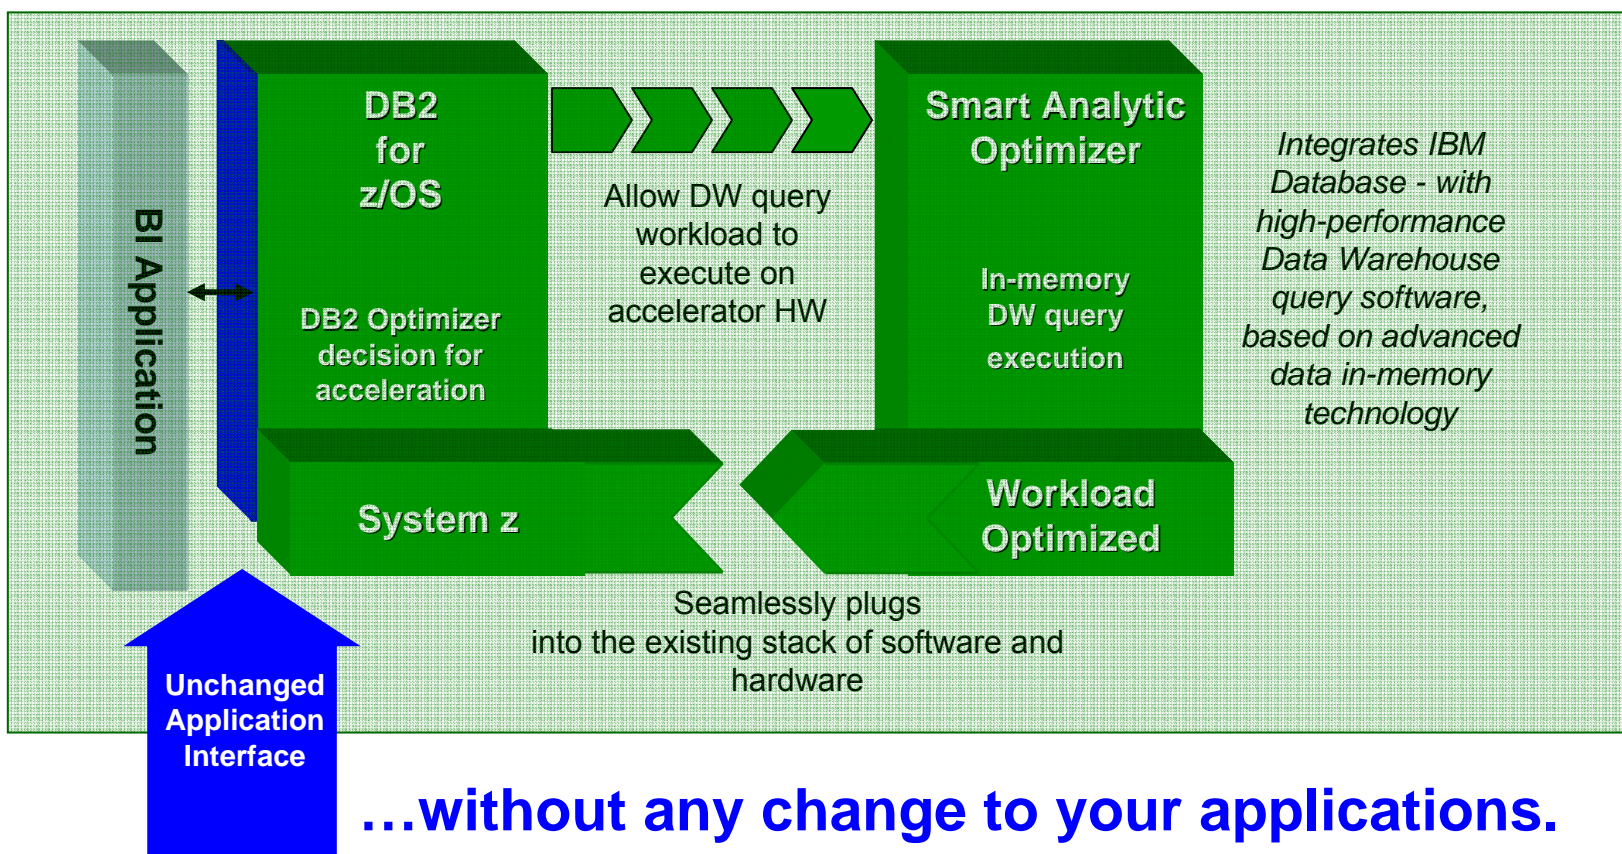 BI Application
DB2
for
z/OS
DB2 Optimizer
decision for
acceleration
Allow DW query
workload to
execute on
accelerator HW
Smart Analytic
Optimizer
In-memory
DW query
execution
Integrates IBM
Database - with
high-performance
Data Warehouse
query software,
based on advanced
data in-memory
technology
System z
Workload
Optimized
Seamlessly plugs
into the existing stack of software and
hardware
Unchanged
Application
Interface
…without any change to your applications.